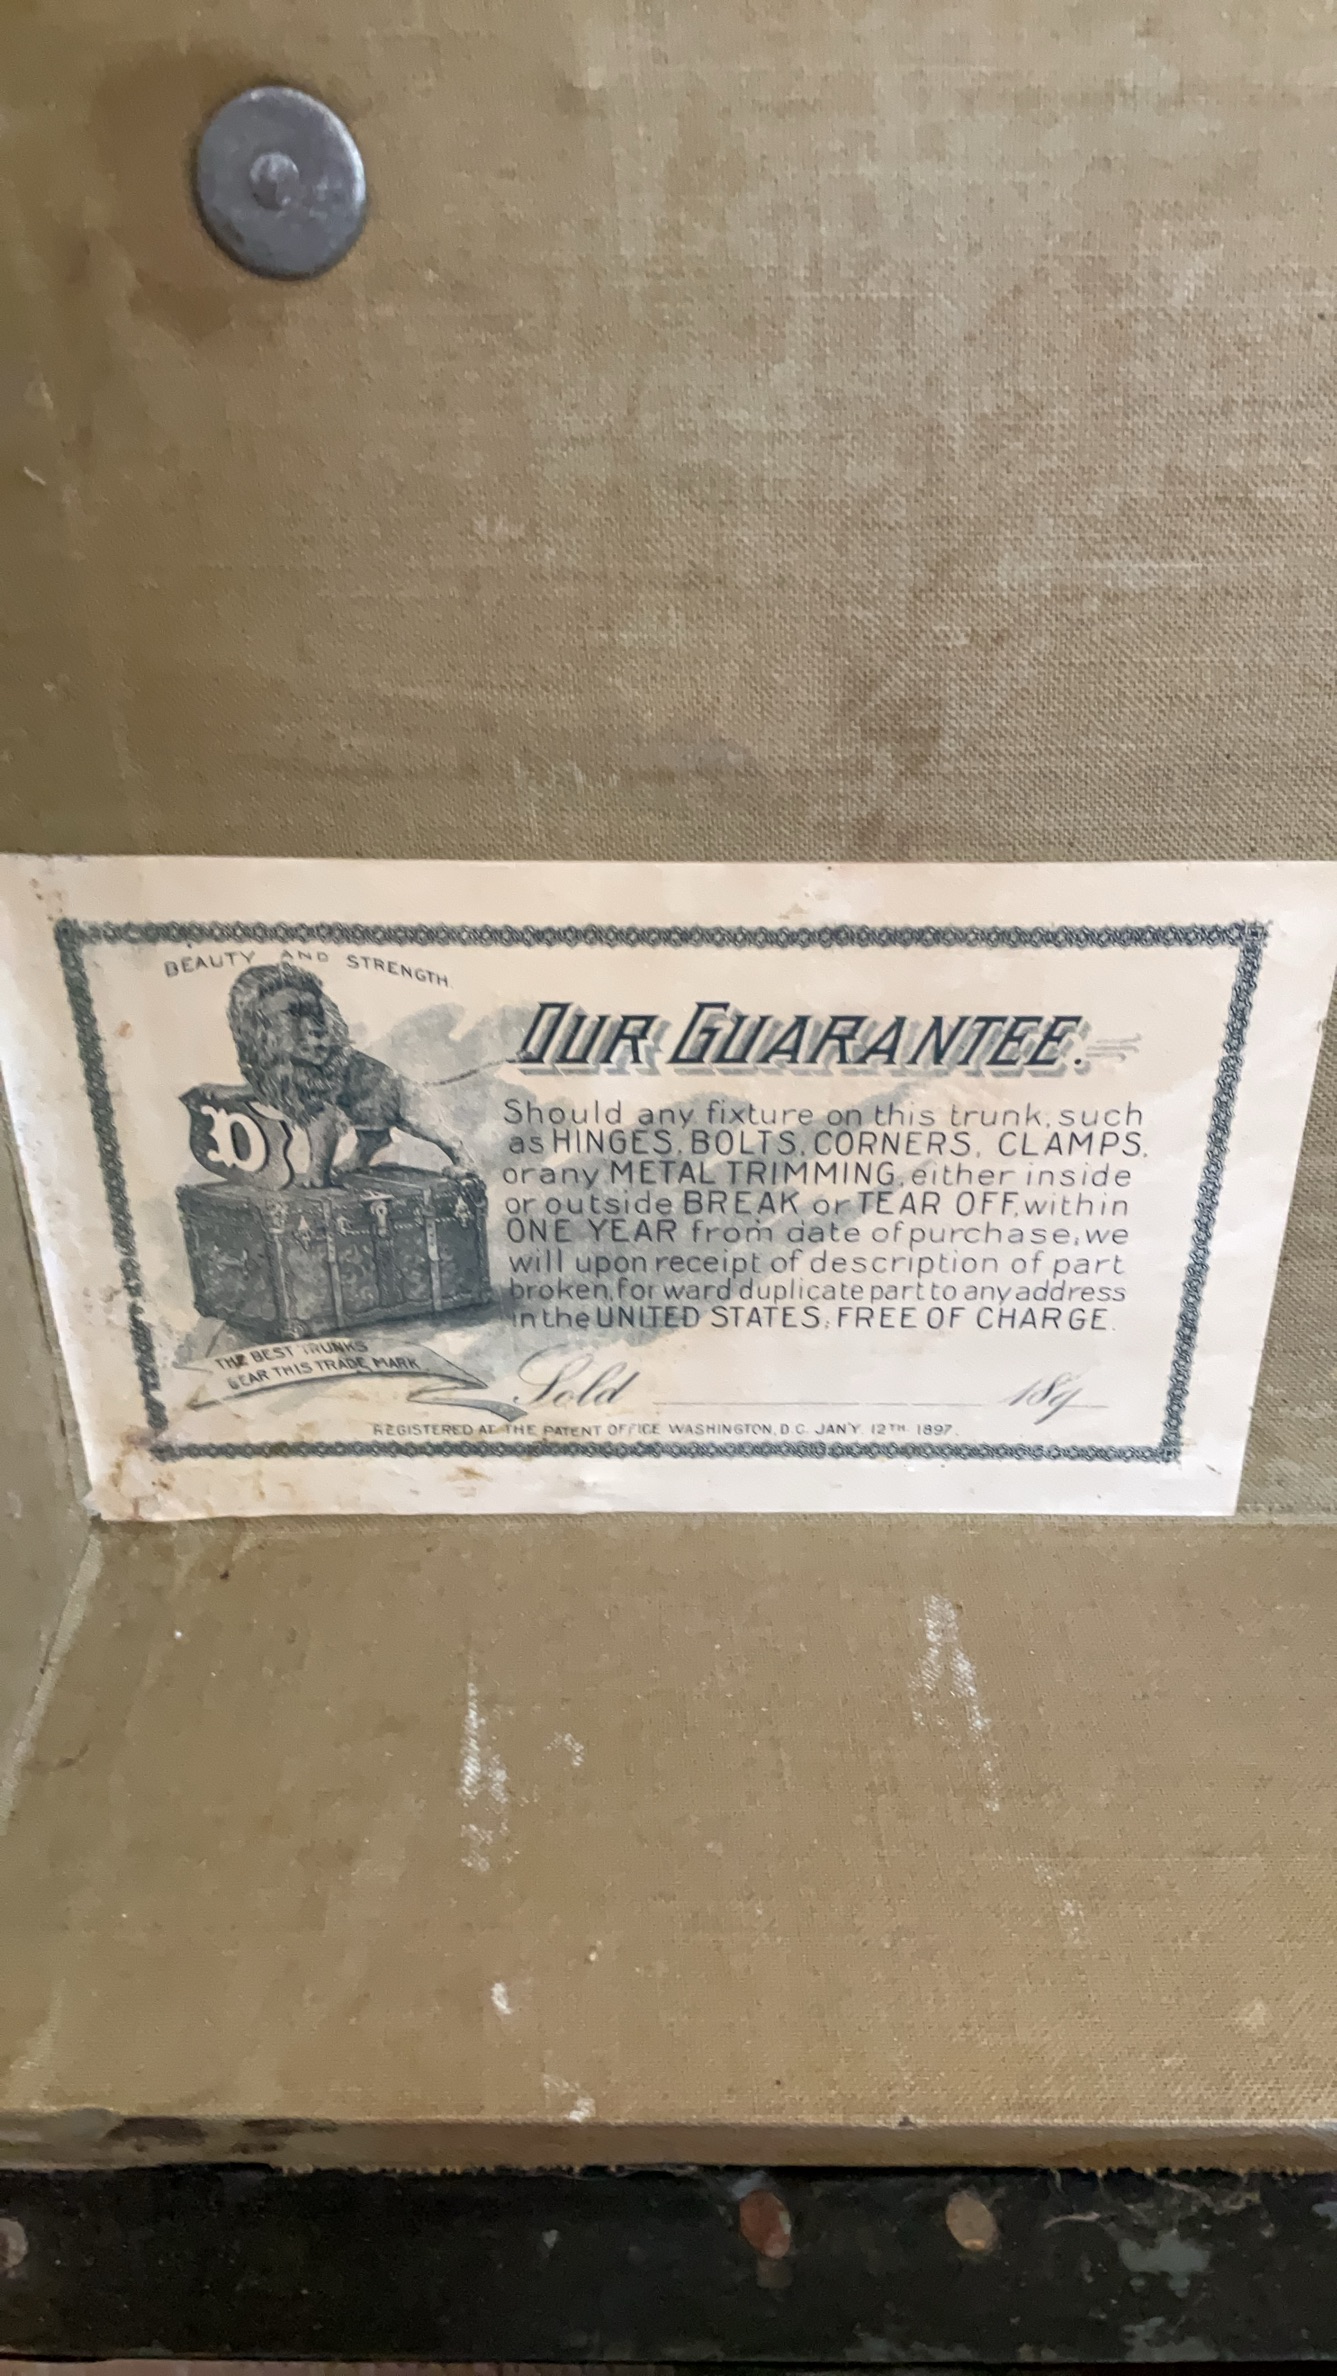 BEAUTY AND STRENGTH
OUR GUARANTEE.
Should any fixture on this trunk, such
as HINGES, BOLTS, CORNERS, CLAMPS,
or any METAL TRIMMING, either inside
or outside BREAK or TEAR OFF, within
ONE YEAR from date of purchase, we
will upon receipt of description of part
broken, for ward duplicate part to any address
in the UNITED STATES, FREE OF CHARGE.
THE BEST TRUNKS
BEAR THIS TRADE MARK
Sold 189
REGISTERED AT THE PATENT OFFICE WASHINGTON, D.C. JAN'Y 12TH 1897.